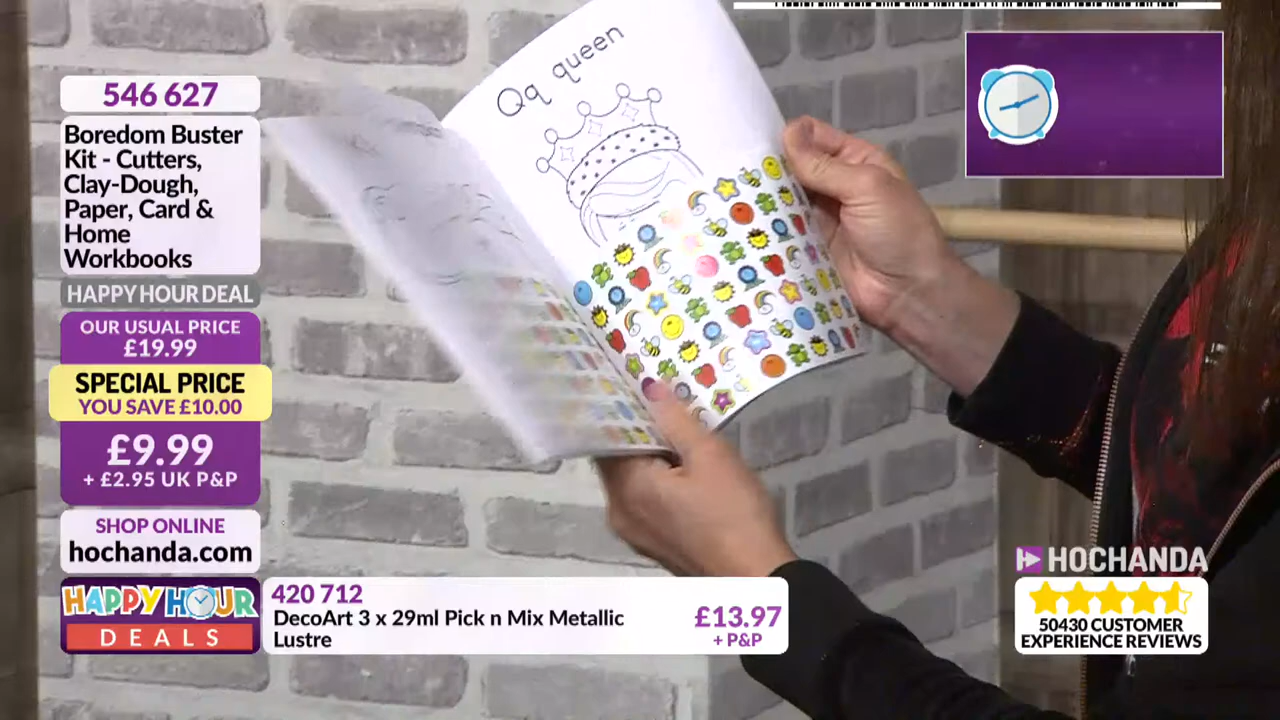 Qq queen
546 627
Boredom Buster
Kit - Cutters,
Clay-Dough,
Paper, Card &
Home
Workbooks
HAPPY HOUR DEAL
OUR USUAL PRICE
£19.99
SPECIAL PRICE
YOU SAVE £10.00
£9.99
+ £2.95 UK P&P
SHOP ONLINE
hochanda.com
HAPPY HOUR
DEALS
420 712
DecoArt 3 x 29ml Pick n Mix Metallic
Lustre
£13.97
+ P&P
HOCHANDA
50430 CUSTOMER
EXPERIENCE REVIEWS